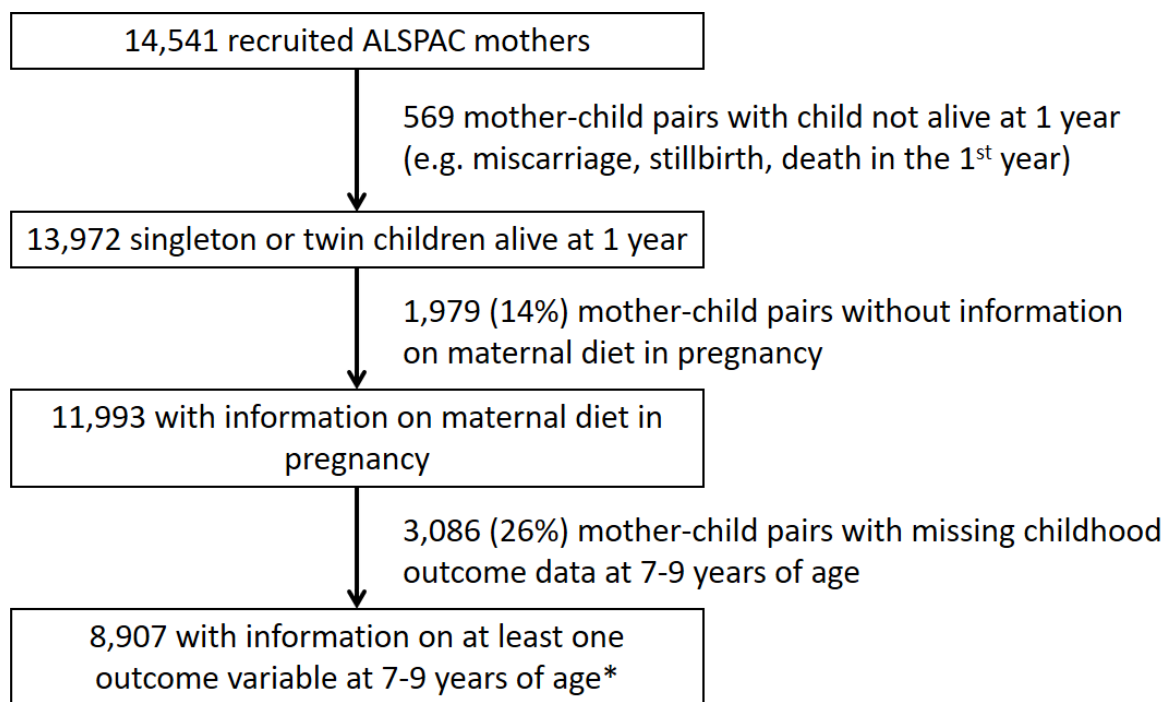 14,541 recruited ALSPAC mothers
569 mother-child pairs with child not alive at 1 year
(e.g. miscarriage, stillbirth, death in the 1st year)
13,972 singleton or twin children alive at 1 year
1,979 (14%) mother-child pairs without information
on maternal diet in pregnancy
11,993 with information on maternal diet in
pregnancy
3,086 (26%) mother-child pairs with missing childhood
outcome data at 7-9 years of age
8,907 with information on at least one
outcome variable at 7-9 years of age*